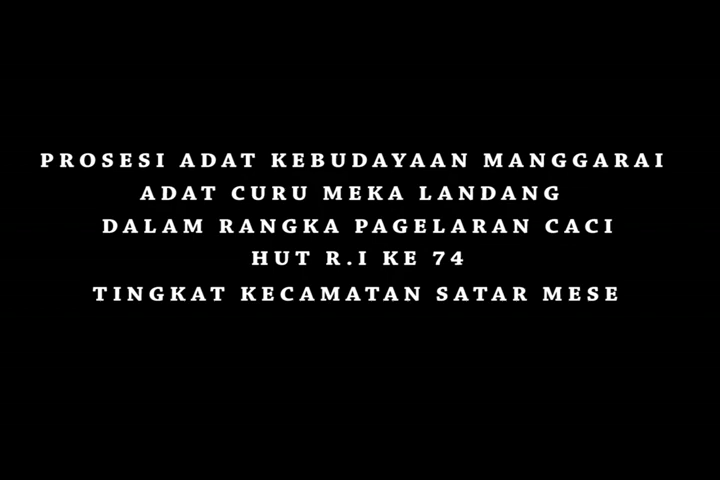 PROSESI ADAT KEBUDAYAAN MANGGARAI
ADAT CURU MEKA LANDANG
DALAM RANGKA PAGELARAN CACI
HUT R.I KE 74
TINGKAT KECAMATAN SATAR MESE